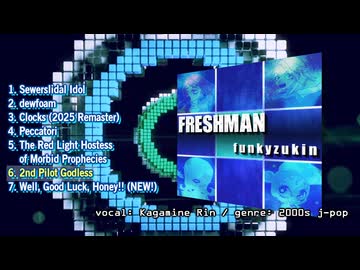 1. Sewerslidal Idol
2. dewfoam
3. Clocks (2025 Remaster)
4. Peccatori
5. The Red Light Hostess
of Morbid Prophecies
6. 2nd Pilot Godless
7. Well, Good Luck, Honey!! (NEW!)
FRESHMAN
funkyzukin
vocal: Kagamine Rin / genre: 2000s j-pop